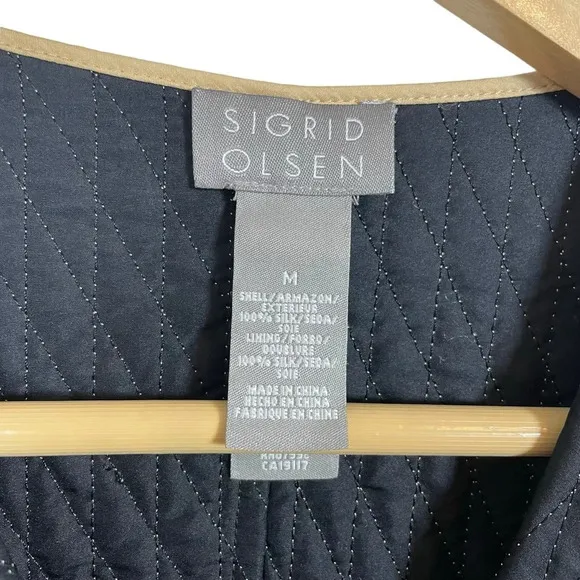 SIGRID
OLSEN
M
SHELL/ARMAZON/
EXTERIEUR
100% SILK/SEDA/
SOIE
LINING/FORRO/
DOUBLURE
100% SILK/SEDA/
SOIE
MADE IN CHINA
HECHO EN CHINA
FABRIQUE EN CHINE
CA19117